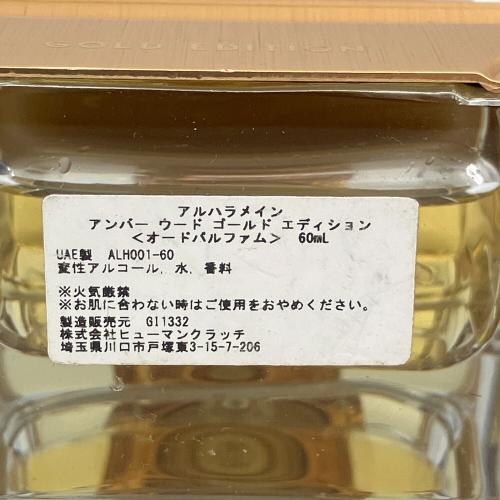 GOLD EDITION
アルハラメイン
アンバー ウード ゴールド エディション
＜オードパルファム＞ 60mL
UAE製 ALH001-60
変性アルコール, 水, 香料
※火気厳禁
※お肌に合わない時はご使用をおやめください。
製造販売元 GI1332
株式会社ヒューマンクラッチ
埼玉県川口市戸塚東3-15-7-206